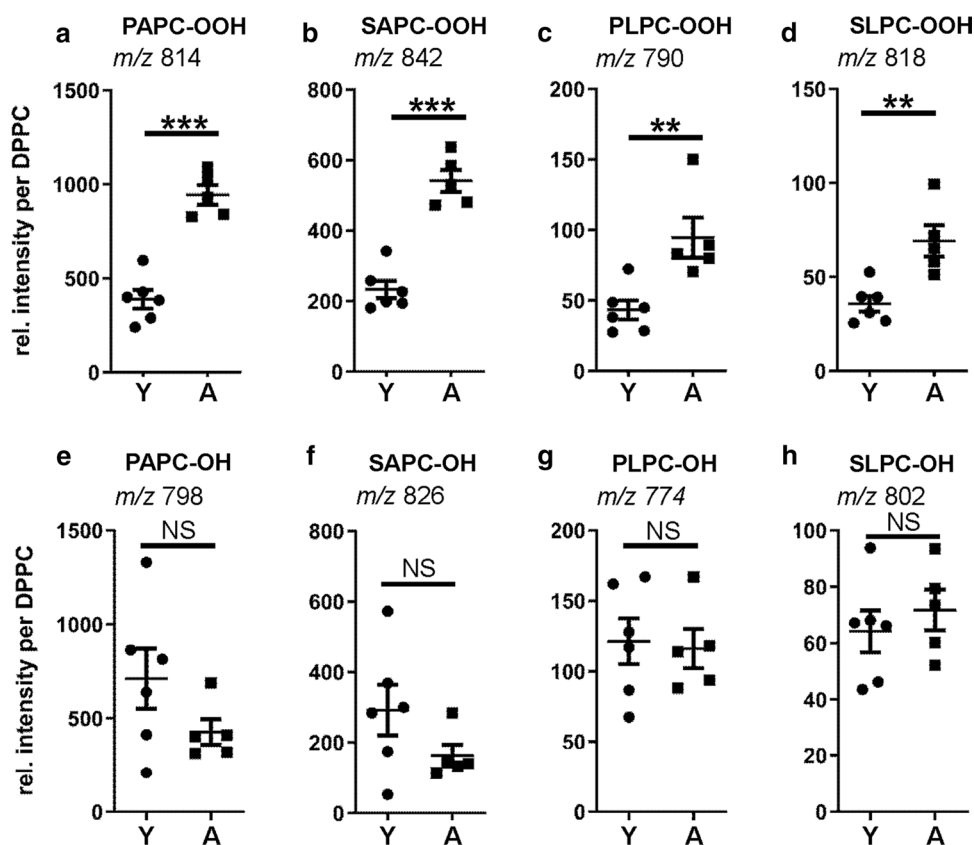 a PAPC-OOH
m/z 814
b SAPC-OOH
m/z 842
c PLPC-OOH
m/z 790
d SLPC-OOH
m/z 818
rel. intensity per DPPC
1500
1000
500
0
***
Y A
800
600
400
200
0
***
Y A
200
150
100
50
0
**
Y A
150
100
50
0
**
Y A
e PAPC-OH
m/z 798
f SAPC-OH
m/z 826
g PLPC-OH
m/z 774
h SLPC-OH
m/z 802
rel. intensity per DPPC
1500
1000
500
0
NS
Y A
800
600
400
200
0
NS
Y A
200
150
100
50
0
NS
Y A
100
80
60
40
20
0
NS
Y A